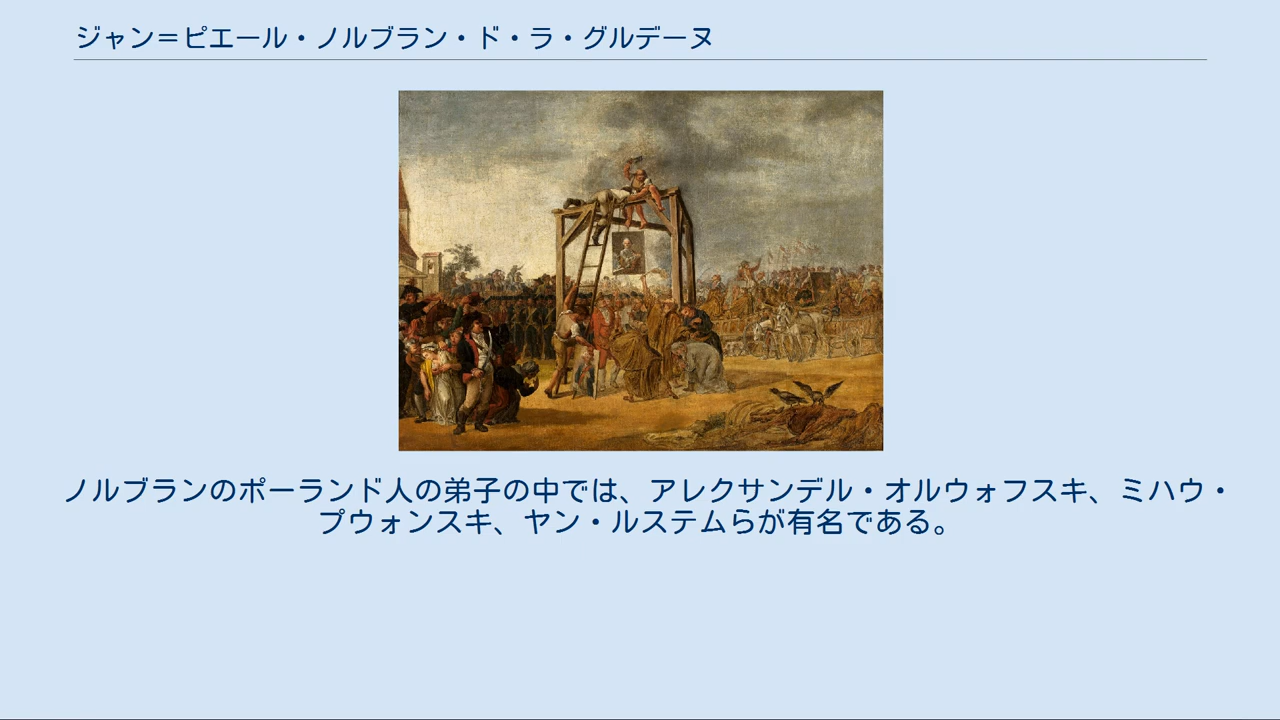 ジャン＝ピエール・ノルブラン・ド・ラ・グルデーヌ
ノルブランのポーランド人の弟子の中では、アレクサンデル・オルウォフスキ、ミハウ・
プウォンスキ、ヤン・ルステムらが有名である。